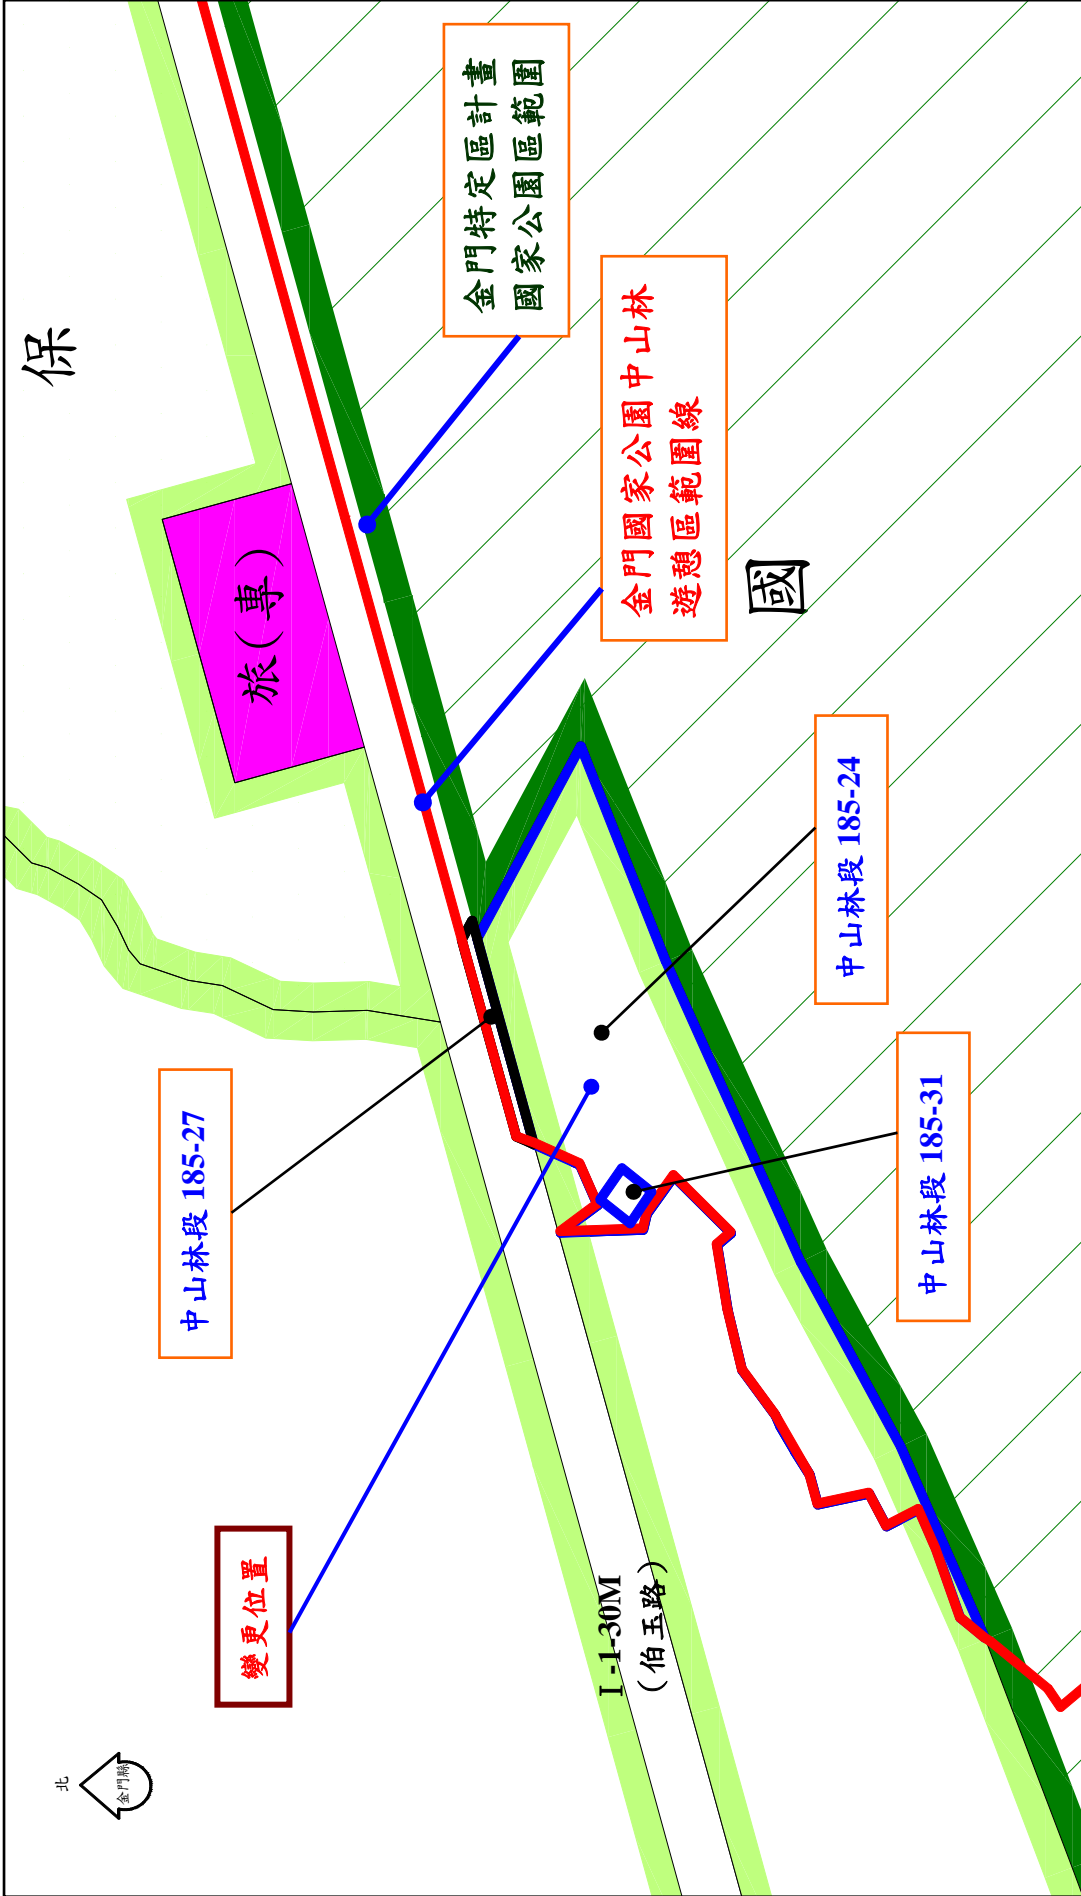 北
金門縣
保
旅(專)
金門特定區計畫
國家公園區範圍
金門國家公園中山林
遊憩區範圍線
國
中山林段 185-24
中山林段 185-27
中山林段 185-31
變更位置
I-1-30M
(伯玉路)